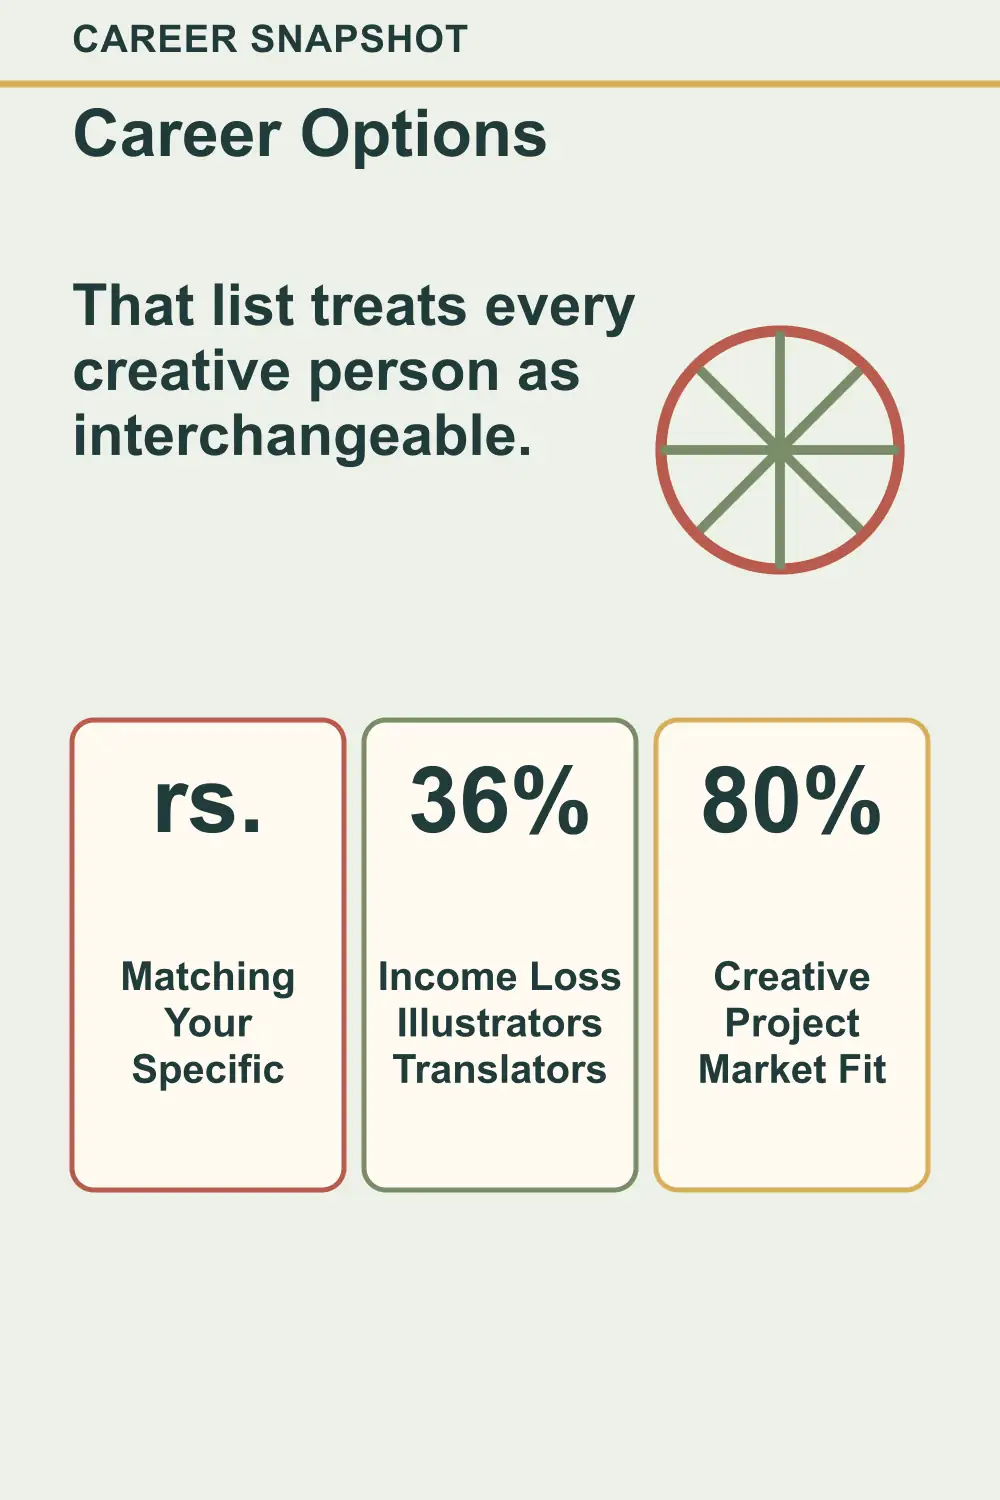 CAREER SNAPSHOT
Career Options
That list treats every
creative person as
interchangeable.
rs.
Matching
Your
Specific
36%
Income Loss
Illustrators
Translators
80%
Creative
Project
Market Fit